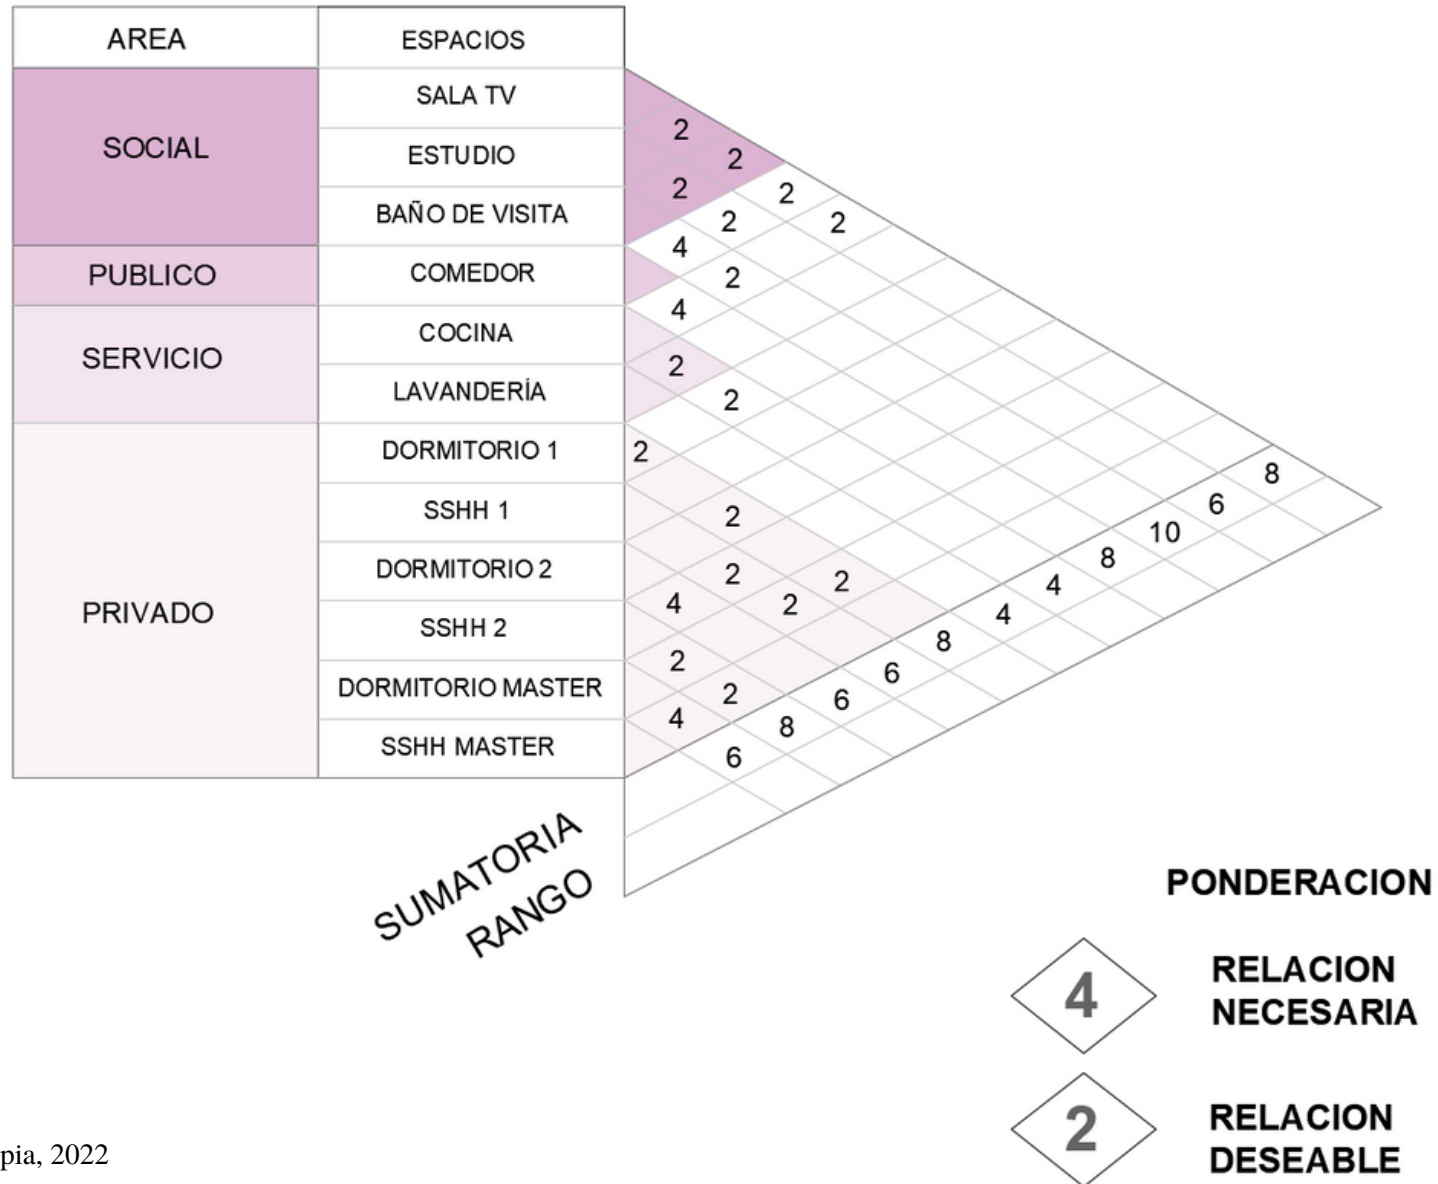 AREA ESPACIOS
SALA TV
SOCIAL
ESTUDIO
BAÑO DE VISITA
PUBLICO
COMEDOR
SERVICIO
COCINA
LAVANDERÍA
PRIVADO
DORMITORIO 1
SSHH 1
DORMITORIO 2
SSHH 2
DORMITORIO MASTER
SSHH MASTER
2
2
2 2
2 2
4
2
4
2
2
2
2
2 2
4 2
2
2
4
8
6
10
8
4
4
8
6
6
8
6
SUMATORIA
RANGO
PONDERACION
4 RELACION
NECESARIA
2 RELACION
DESEABLE
pia, 2022